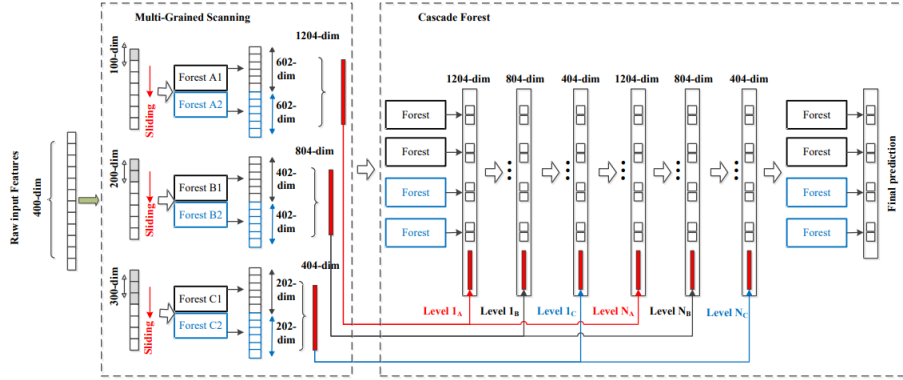 Multi-Grained Scanning
Cascade Forest
Raw input Features
400-dim
100-dim
Sliding
Forest A1
Forest A2
602-
dim
602-
dim
1204-dim
200-dim
Sliding
Forest B1
Forest B2
402-
dim
402-
dim
804-dim
300-dim
Sliding
Forest C1
Forest C2
202-
dim
202-
dim
404-dim
1204-dim 804-dim 404-dim 1204-dim 804-dim 404-dim
Forest
Forest
Forest
Forest
Forest
Forest
Forest
Forest
Final prediction
Level 1A Level 1B Level 1C Level NA Level NB Level NC